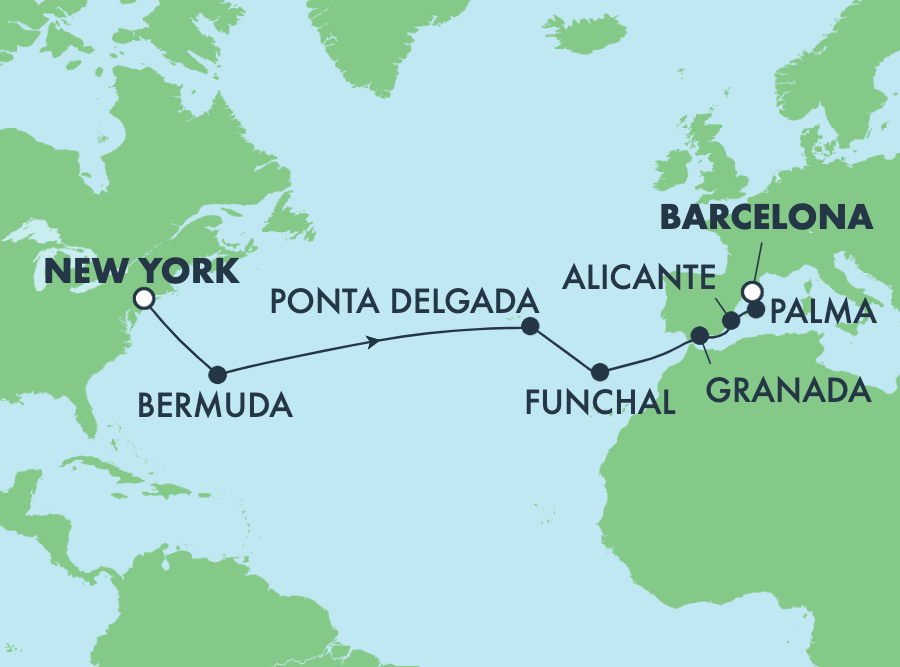 BARCELONA
NEW YORK
ALICANTE
PONTA DELGADA
PALMA
BERMUDA
FUNCHAL
GRANADA